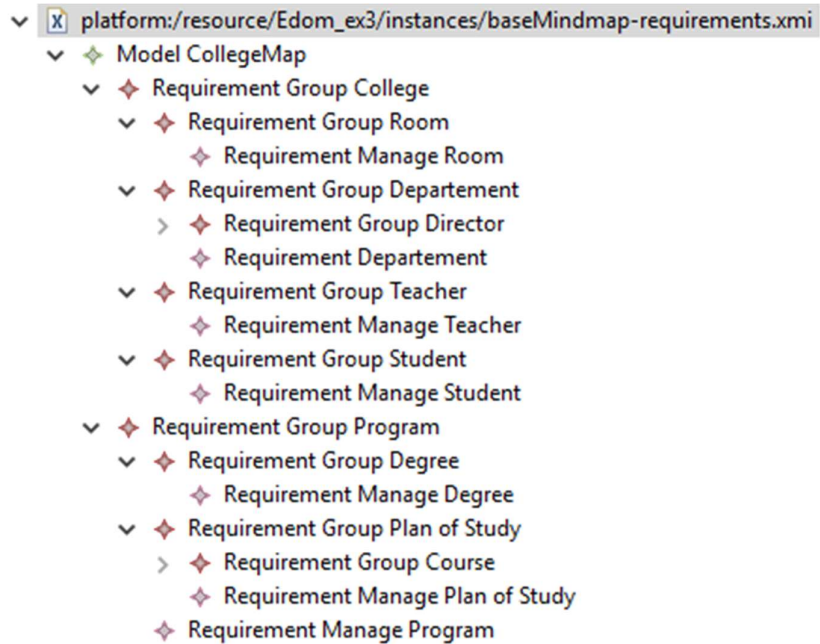 platform:/resource/Edom_ex3/instances/baseMindmap-requirements.xmi
Model CollegeMap
Requirement Group College
Requirement Group Room
Requirement Manage Room
Requirement Group Departement
Requirement Group Director
Requirement Departement
Requirement Group Teacher
Requirement Manage Teacher
Requirement Group Student
Requirement Manage Student
Requirement Group Program
Requirement Group Degree
Requirement Manage Degree
Requirement Group Plan of Study
Requirement Group Course
Requirement Manage Plan of Study
Requirement Manage Program